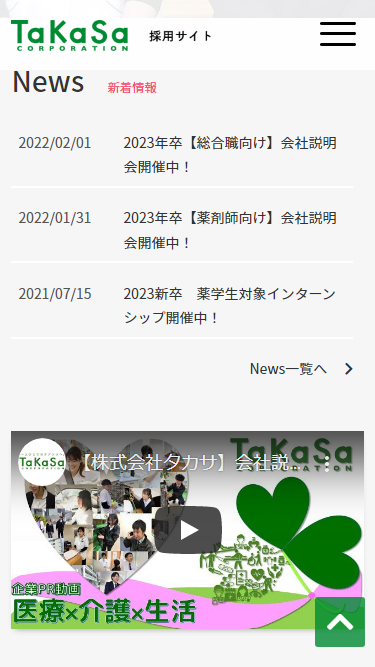 TaKaSa
CORPORATION
採用サイト
News 新着情報
2022/02/01 2023年卒【総合職向け】会社説明
会開催中！
2022/01/31 2023年卒【薬剤師向け】会社説明
会開催中！
2021/07/15 2023新卒　薬学生対象インターン
シップ開催中！
News一覧へ
TaKaSa
CORPORATION
TaKaSa
【株式会社タカサ】会社説...
企業PR動画
医療×介護×生活